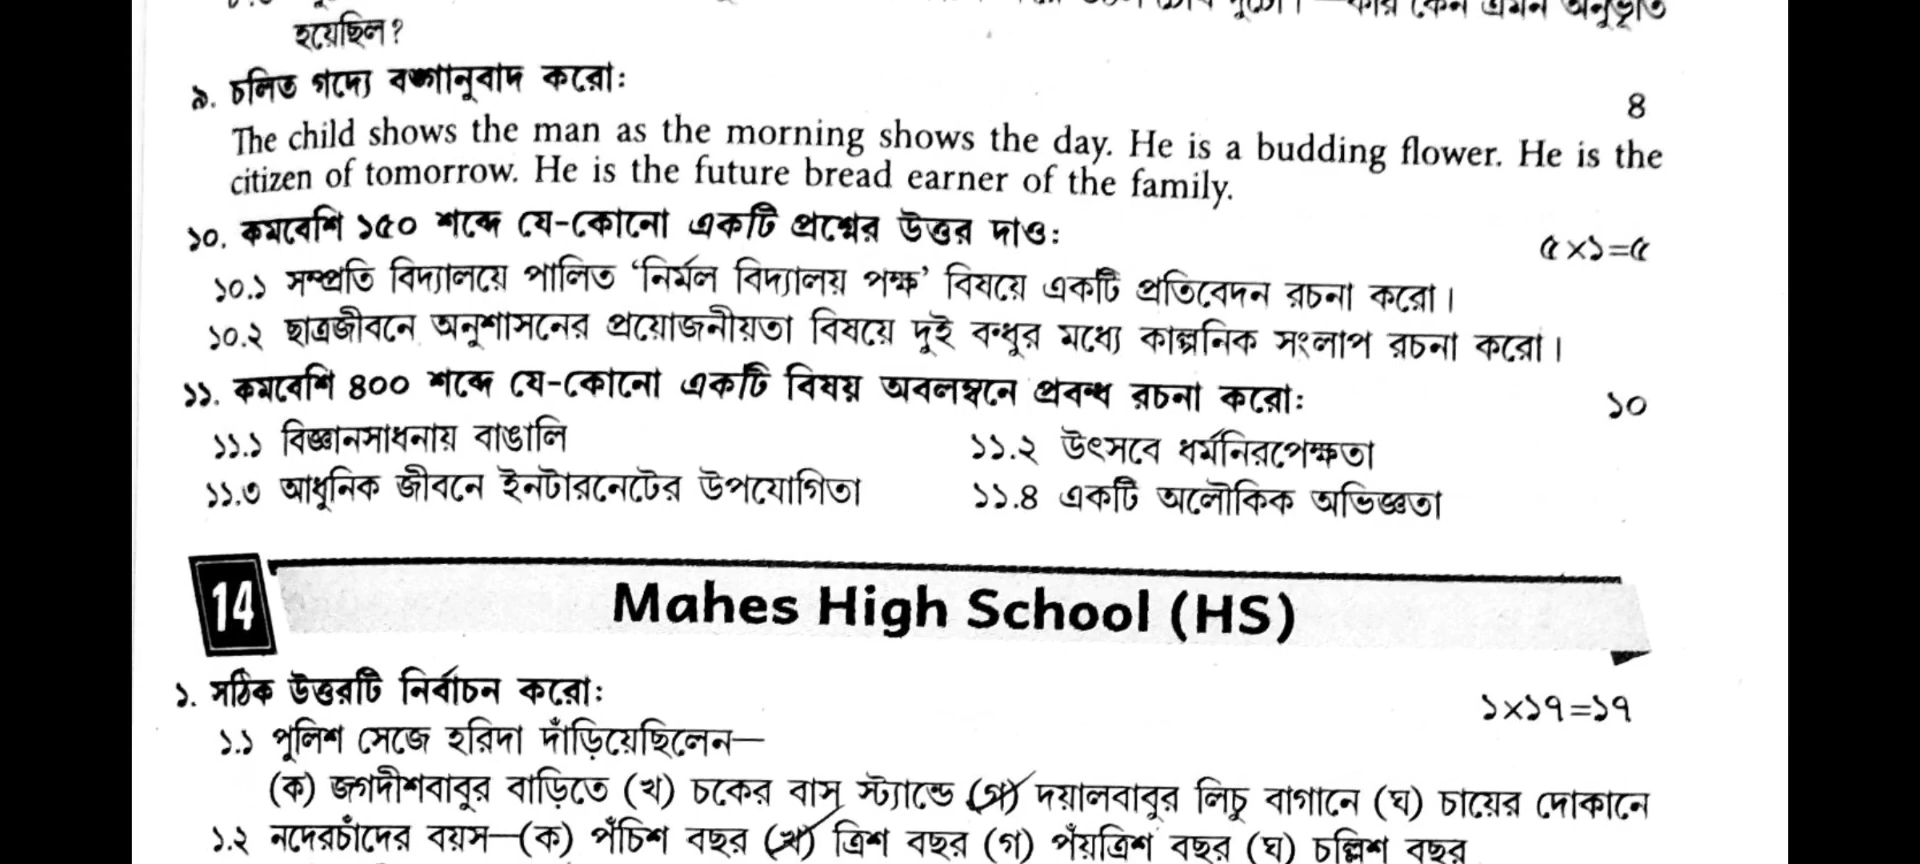 হয়েছিল?
৯. চলিত গদ্যে বঙ্গানুবাদ করো:
৪
The child shows the man as the morning shows the day. He is a budding flower. He is the
citizen of tomorrow. He is the future bread earner of the family.
১০. কমবেশি ১৫০ শব্দে যে-কোনো একটি প্রশ্নের উত্তর দাও:
৫×১=৫
১০.১ সম্প্রতি বিদ্যালয়ে পালিত 'নির্মল বিদ্যালয় পক্ষ' বিষয়ে একটি প্রতিবেদন রচনা করো।
১০.২ ছাত্রজীবনে অনুশাসনের প্রয়োজনীয়তা বিষয়ে দুই বন্ধুর মধ্যে কাল্পনিক সংলাপ রচনা করো।
১১. কমবেশি ৪০০ শব্দে যে-কোনো একটি বিষয় অবলম্বনে প্রবন্ধ রচনা করো:
১০
১১.১ বিজ্ঞানসাধনায় বাঙালি
১১.২ উৎসবে ধর্মনিরপেক্ষতা
১১.৩ আধুনিক জীবনে ইনটারনেটের উপযোগিতা
১১.৪ একটি অলৌকিক অভিজ্ঞতা
14
Mahes High School (HS)
১. সঠিক উত্তরটি নির্বাচন করো:
১×১৭=১৭
১.১ পুলিশ সেজে হরিদা দাঁড়িয়েছিলেন—
(ক) জগদীশবাবুর বাড়িতে (খ) চকের বাস স্ট্যান্ডে (গ) দয়ালবাবুর লিচু বাগানে (ঘ) চায়ের দোকানে
১.২ নদেরচাঁদের বয়স—(ক) পঁচিশ বছর (খ) ত্রিশ বছর (গ) পঁয়ত্রিশ বছর (ঘ) চল্লিশ বছর